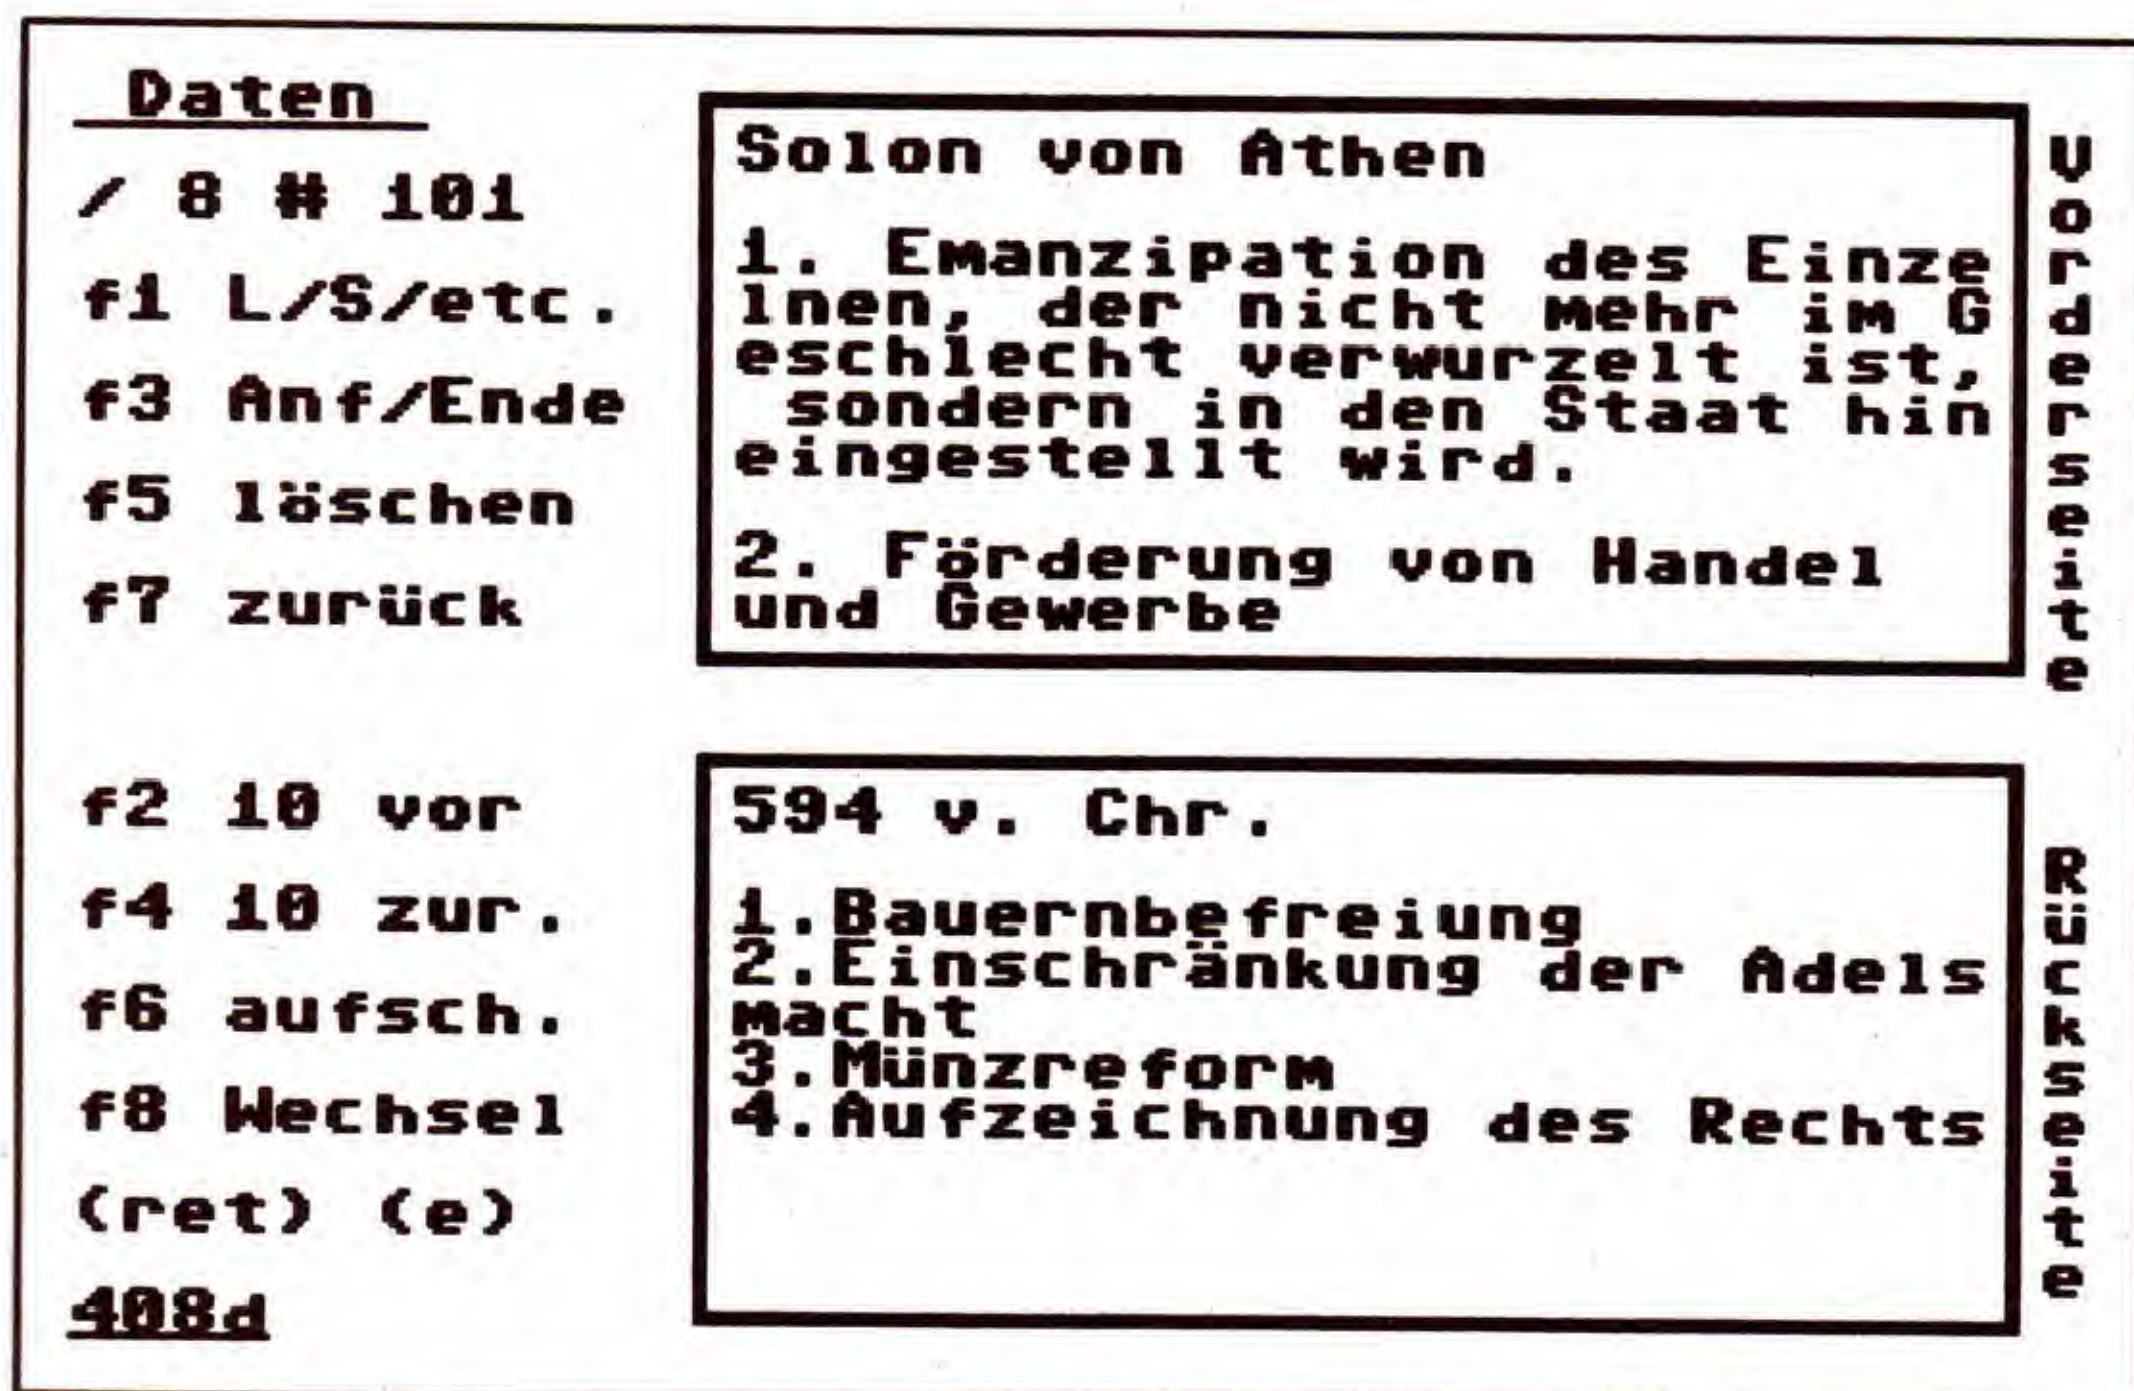 Daten
/ 8 # 101
f1 L/S/etc.
f3 Anf/Ende
f5 löschen
f7 zurück
f2 10 vor
f4 10 zur.
f6 aufsch.
f8 Wechsel
(ret) (e)
408d
Solon von Athen
1. Emanzipation des Einze
lnen, der nicht mehr im G
eschlecht verwurzelt ist,
sondern in den Staat hin
eingestellt wird.
2. Förderung von Handel
und Gewerbe
Vorderseite
594 v. Chr.
1.Bauernbefreiung
2.Einschränkung der Adels
macht
3.Münzreform
4.Aufzeichnung des Rechts
Rückseite